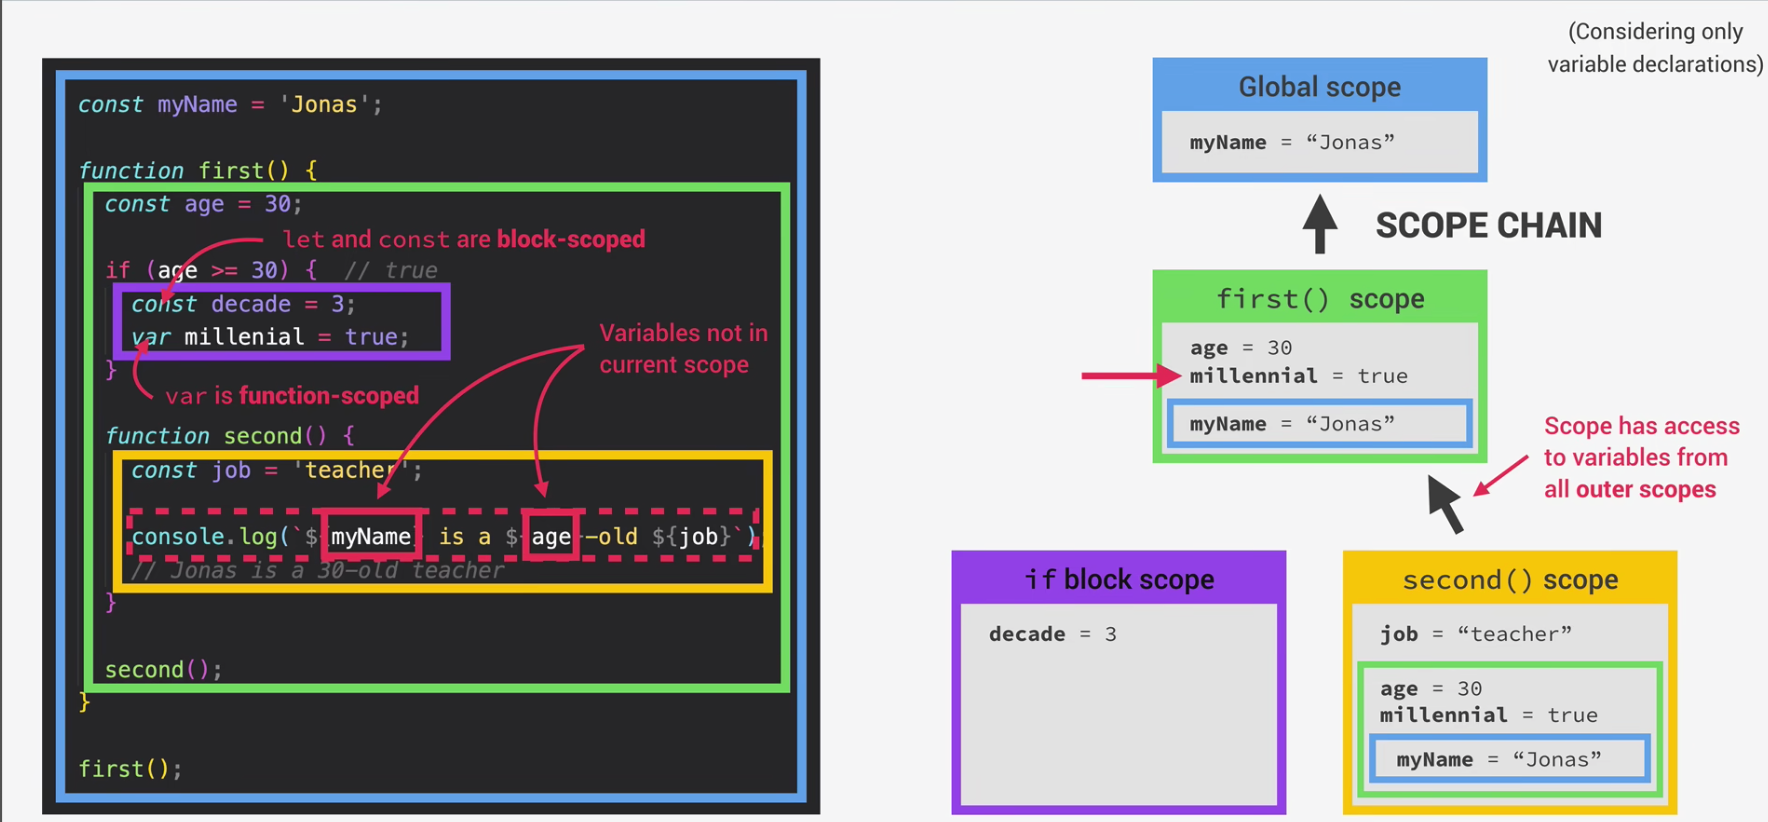 const myName = 'Jonas';
function first() {
const age = 30;
let and const are block-scoped
if (age >= 30) { // true
const decade = 3;
var millenial = true;
}
var is function-scoped
Variables not in
current scope
function second() {
const job = 'teacher';
console.log(`${myName} is a ${age}-old ${job}`)
// Jonas is a 30-old teacher
}
second();
}
first();
(Considering only
variable declarations)
Global scope
myName = “Jonas”
SCOPE CHAIN
first() scope
age = 30
millennial = true
myName = “Jonas”
Scope has access
to variables from
all outer scopes
if block scope
decade = 3
second() scope
job = “teacher”
age = 30
millennial = true
myName = “Jonas”